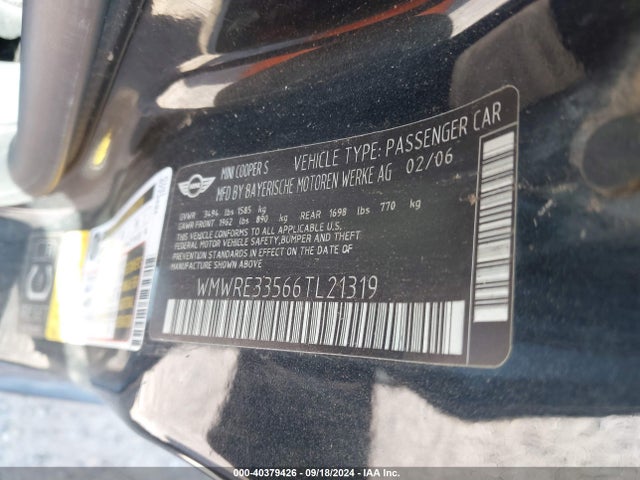 MINI COOPER S VEHICLE TYPE: PASSENGER CAR
MFD BY BAYERISCHE MOTOREN WERKE AG 02/06
GVWR 3494 lbs 1585 kg
GAWR FRONT 1962 lbs 890 kg REAR 1698 lbs 770 kg
THIS VEHICLE CONFORMS TO ALL APPLICABLE U.S.
FEDERAL MOTOR VEHICLE SAFETY, BUMPER AND THEFT
PREVENTION STANDARDS IN EFFECT ON THE DATE OF
MANUFACTURE SHOWN ABOVE.
WMWRE33566TL21319
000-40379426 - 09/18/2024 - IAA Inc.